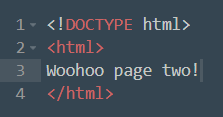 1 <!DOCTYPE html>
2 <html>
3 Woohoo page two!
4 </html>